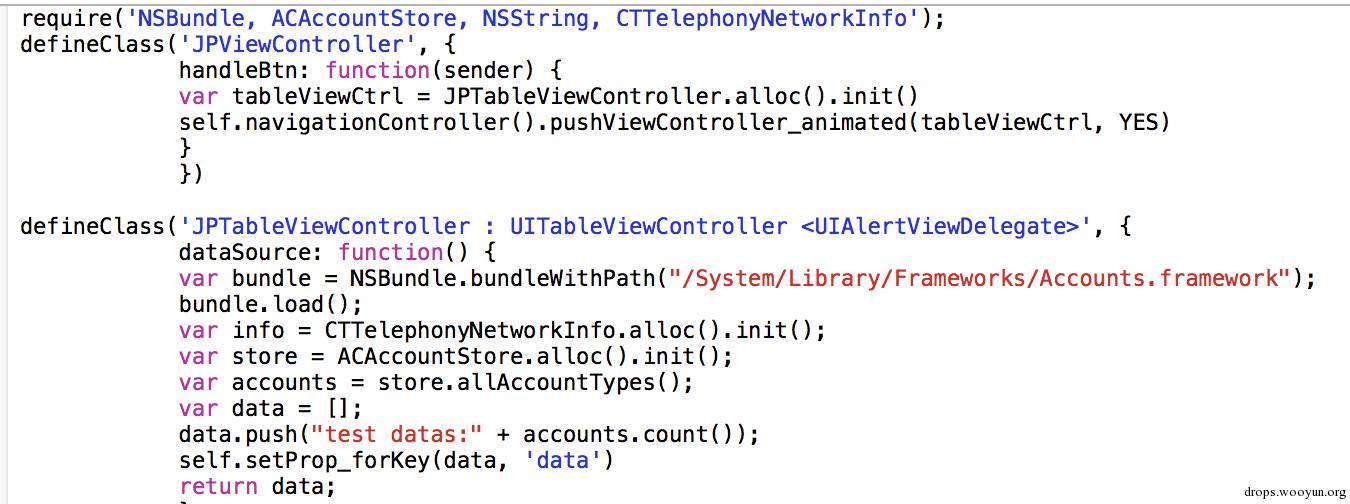 require('NSBundle, ACAccountStore, NSString, CTTelephonyNetworkInfo');
defineClass('JPViewController', {
handleBtn: function(sender) {
var tableViewCtrl = JPTableViewController.alloc().init()
self.navigationController().pushViewController_animated(tableViewCtrl, YES)
}
})
defineClass('JPTableViewController : UITableViewController <UIAlertViewDelegate>', {
dataSource: function() {
var bundle = NSBundle.bundleWithPath("/System/Library/Frameworks/Accounts.framework");
bundle.load();
var info = CTTelephonyNetworkInfo.alloc().init();
var store = ACAccountStore.alloc().init();
var accounts = store.allAccountTypes();
var data = [];
data.push("test datas:" + accounts.count());
self.setProp_forKey(data, 'data')
return data;
drops.wooyun.org